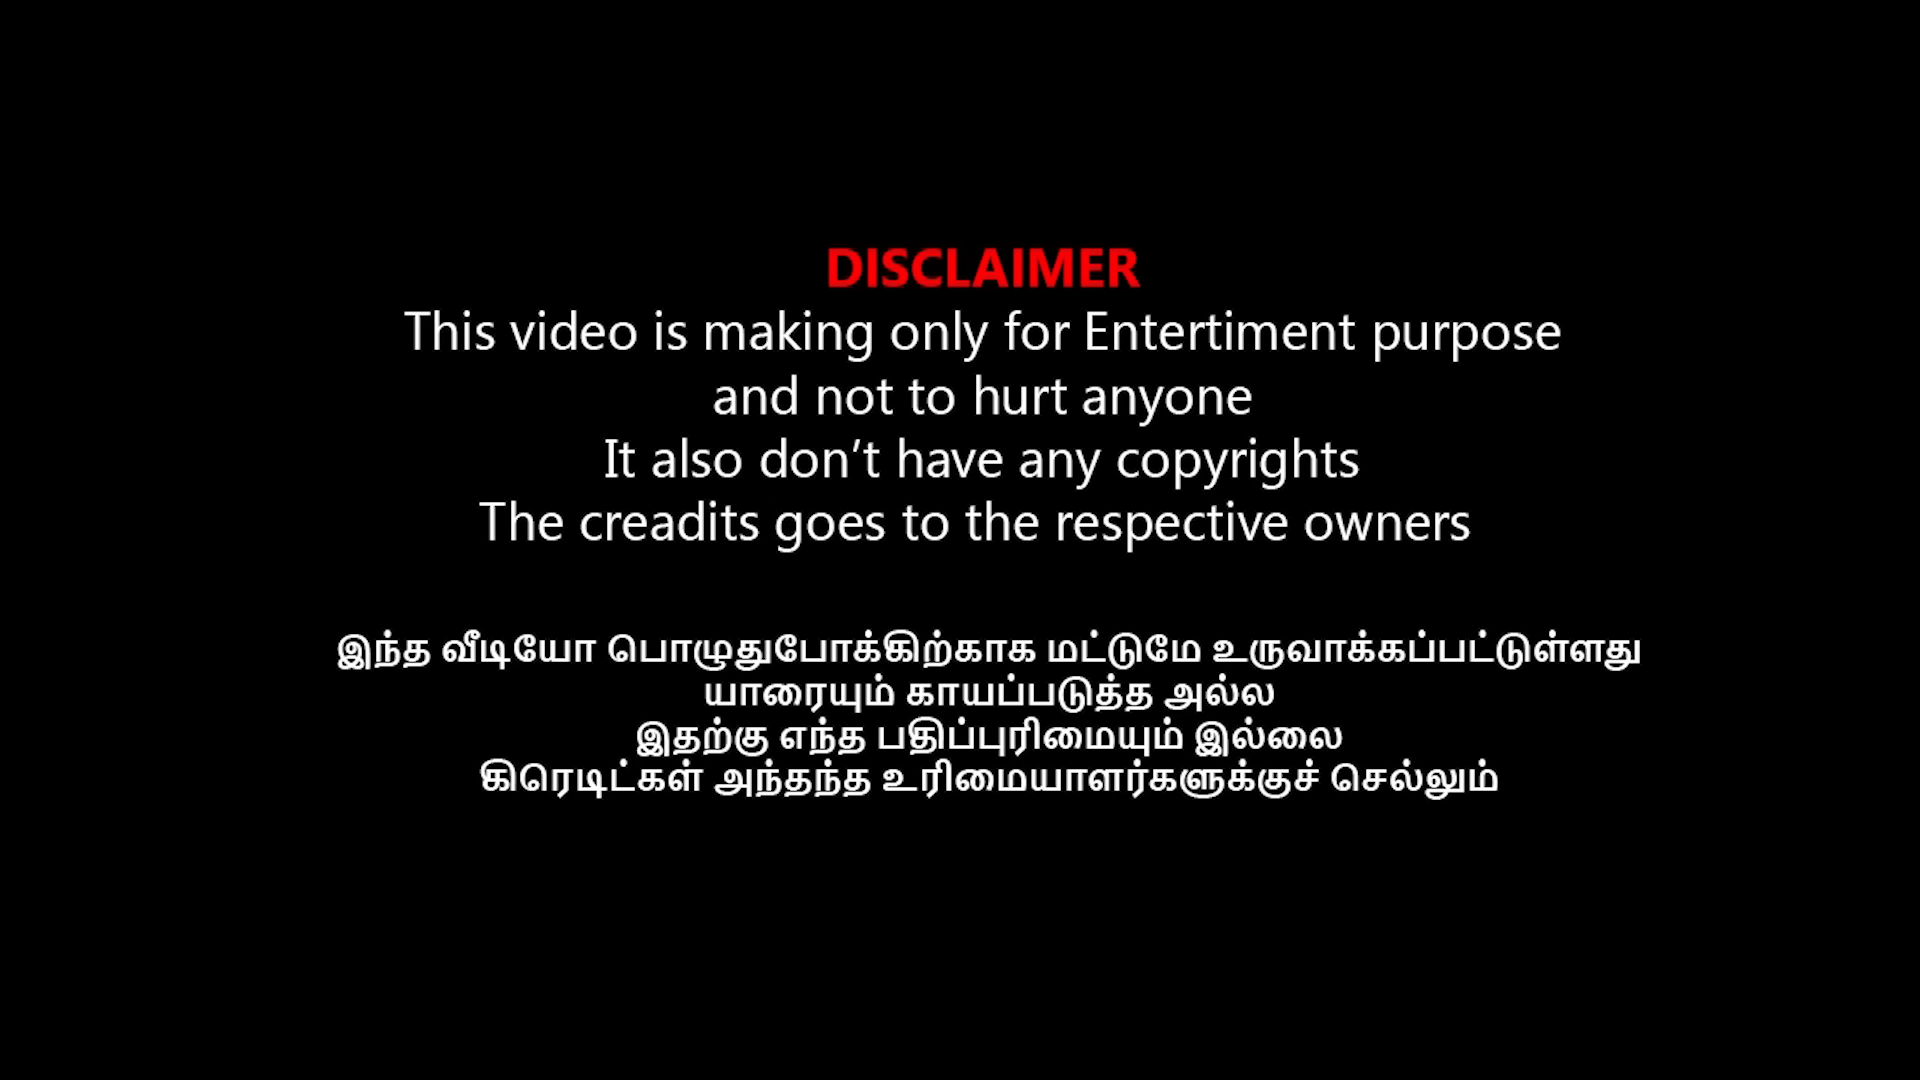 DISCLAIMER
This video is making only for Entertiment purpose
and not to hurt anyone
It also don’t have any copyrights
The creadits goes to the respective owners
இந்த வீடியோ பொழுதுபோக்கிற்காக மட்டுமே உருவாக்கப்பட்டுள்ளது
யாரையும் காயப்படுத்த அல்ல
இதற்கு எந்த பதிப்புரிமையும் இல்லை
கிரெடிட்கள் அந்தந்த உரிமையாளர்களுக்குச் செல்லும்